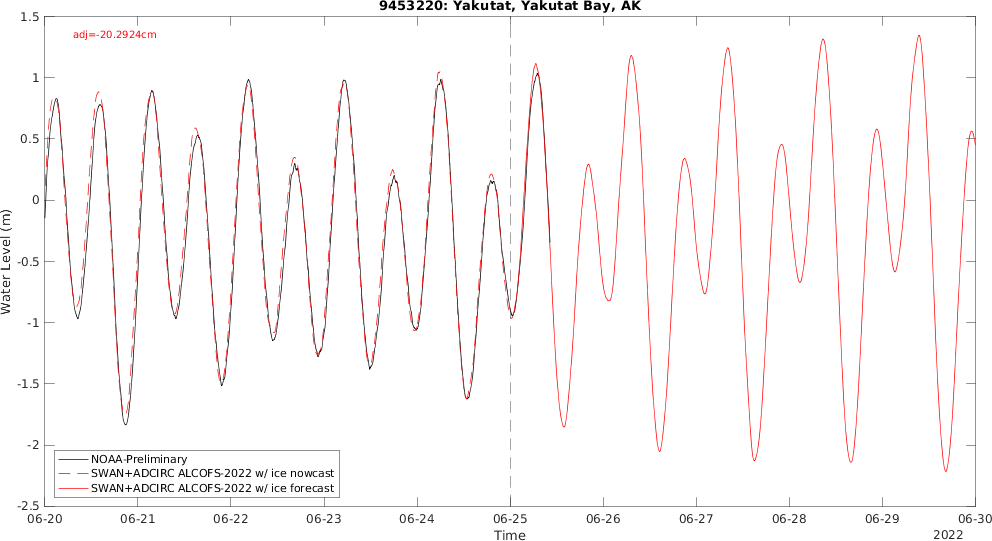 9453220: Yakutat, Yakutat Bay, AK
adj=-20.2924cm
1.5
1
0.5
0
-0.5
-1
-1.5
-2
-2.5
Water Level (m)
NOAA-Preliminary
SWAN+ADCIRC ALCOFS-2022 w/ ice nowcast
SWAN+ADCIRC ALCOFS-2022 w/ ice forecast
06-20 06-21 06-22 06-23 06-24 06-25 06-26 06-27 06-28 06-29 06-30
Time
2022